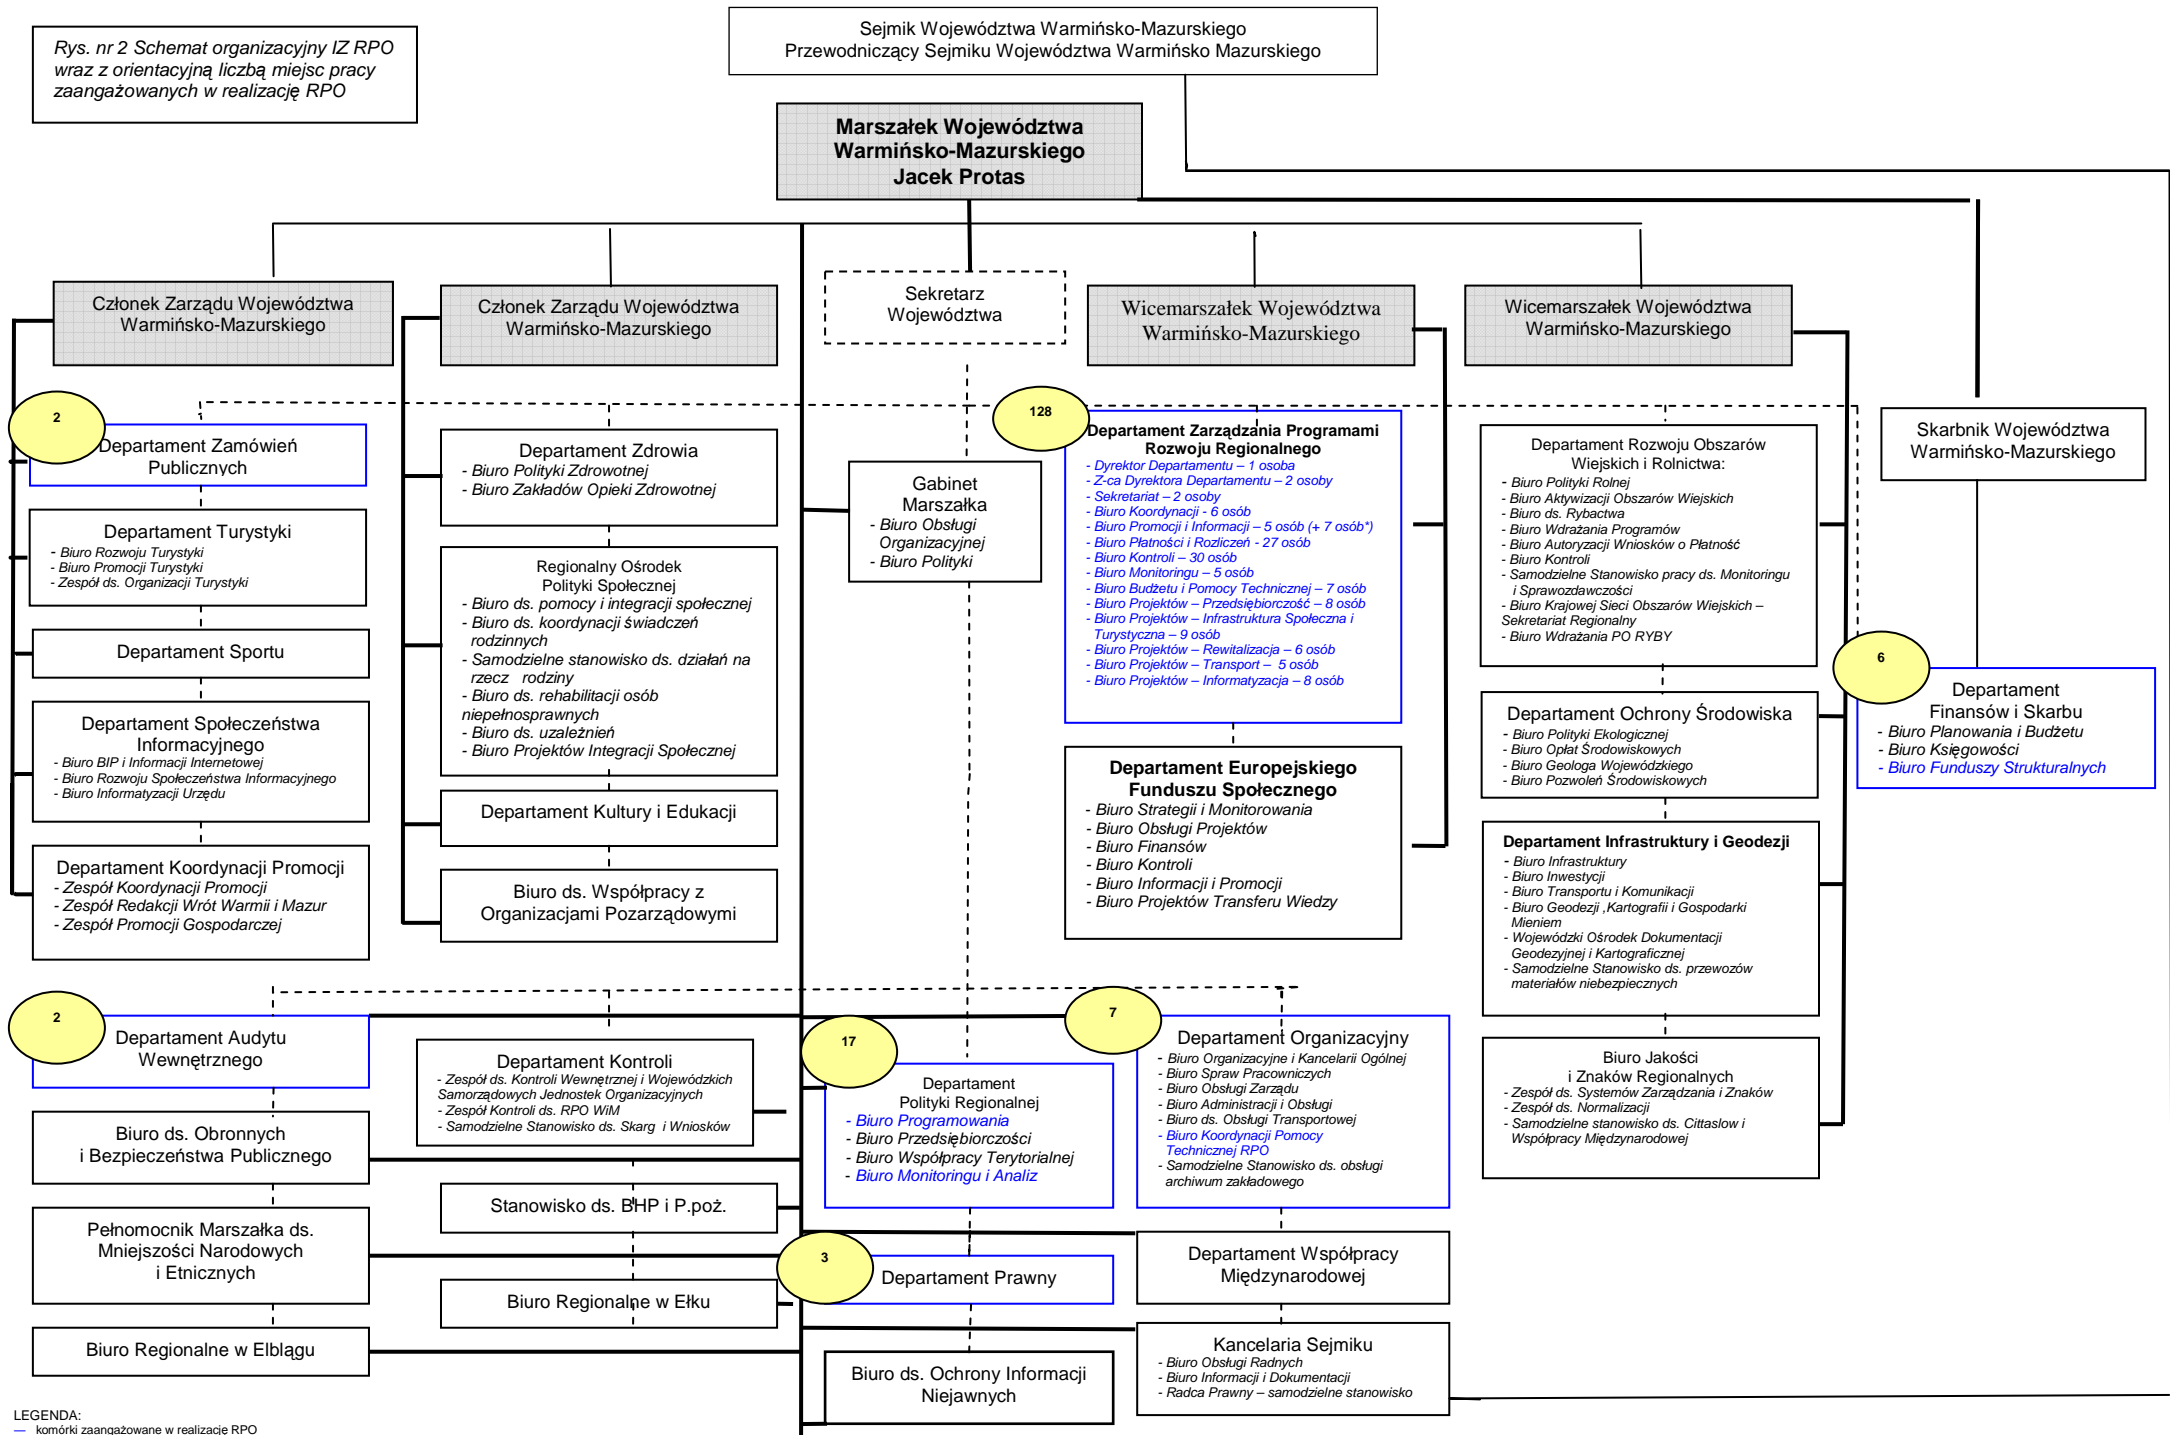 Rys. nr 2 Schemat organizacyjny IZ RPO
wraz z orientacyjną liczbą miejsc pracy
zaangażowanych w realizację RPO
Sejmik Województwa Warmińsko-Mazurskiego
Przewodniczący Sejmiku Województwa Warmińsko Mazurskiego
Marszałek Województwa
Warmińsko-Mazurskiego
Jacek Protas
Członek Zarządu Województwa
Warmińsko-Mazurskiego
Członek Zarządu Województwa
Warmińsko-Mazurskiego
Sekretarz
Województwa
Wicemarszałek Województwa
Warmińsko-Mazurskiego
Wicemarszałek Województwa
Warmińsko-Mazurskiego
Skarbnik Województwa
Warmińsko-Mazurskiego
2
Departament Zamówień
Publicznych
Departament Turystyki
- Biuro Rozwoju Turystyki
- Biuro Promocji Turystyki
- Zespół ds. Organizacji Turystyki
Departament Sportu
Departament Społeczeństwa
Informacyjnego
- Biuro BIP i Informacji Internetowej
- Biuro Rozwoju Społeczeństwa Informacyjnego
- Biuro Informatyzacji Urzędu
Departament Koordynacji Promocji
- Zespół Koordynacji Promocji
- Zespół Redakcji Wrót Warmii i Mazur
- Zespół Promocji Gospodarczej
Departament Zdrowia
- Biuro Polityki Zdrowotnej
- Biuro Zakładów Opieki Zdrowotnej
Regionalny Ośrodek
Polityki Społecznej
- Biuro ds. pomocy i integracji społecznej
- Biuro ds. koordynacji świadczeń
rodzinnych
- Samodzielne stanowisko ds. działań na
rzecz rodziny
- Biuro ds. rehabilitacji osób
niepełnosprawnych
- Biuro ds. uzależnień
- Biuro Projektów Integracji Społecznej
Departament Kultury i Edukacji
Biuro ds. Współpracy z
Organizacjami Pozarządowymi
Gabinet
Marszałka
- Biuro Obsługi
Organizacyjnej
- Biuro Polityki
128
Departament Zarządzania Programami
Rozwoju Regionalnego
- Dyrektor Departamentu – 1 osoba
- Z-ca Dyrektora Departamentu – 2 osoby
- Sekretariat – 2 osoby
- Biuro Koordynacji - 6 osób
- Biuro Promocji i Informacji – 5 osób (+ 7 osób*)
- Biuro Płatności i Rozliczeń - 27 osób
- Biuro Kontroli – 30 osób
- Biuro Monitoringu – 5 osób
- Biuro Budżetu i Pomocy Technicznej – 7 osób
- Biuro Projektów – Przedsiębiorczość – 8 osób
- Biuro Projektów – Infrastruktura Społeczna i
Turystyczna – 9 osób
- Biuro Projektów – Rewitalizacja – 6 osób
- Biuro Projektów – Transport – 5 osób
- Biuro Projektów – Informatyzacja – 8 osób
Departament Europejskiego
Funduszu Społecznego
- Biuro Strategii i Monitorowania
- Biuro Obsługi Projektów
- Biuro Finansów
- Biuro Kontroli
- Biuro Informacji i Promocji
- Biuro Projektów Transferu Wiedzy
Departament Rozwoju Obszarów
Wiejskich i Rolnictwa:
- Biuro Polityki Rolnej
- Biuro Aktywizacji Obszarów Wiejskich
- Biuro ds. Rybactwa
- Biuro Wdrażania Programów
- Biuro Autoryzacji Wniosków o Płatność
- Biuro Kontroli
- Samodzielne Stanowisko pracy ds. Monitoringu
i Sprawozdawczości
- Biuro Krajowej Sieci Obszarów Wiejskich –
Sekretariat Regionalny
- Biuro Wdrażania PO RYBY
Departament Ochrony Środowiska
- Biuro Polityki Ekologicznej
- Biuro Opłat Środowiskowych
- Biuro Geologa Wojewódzkiego
- Biuro Pozwoleń Środowiskowych
Departament Infrastruktury i Geodezji
- Biuro Infrastruktury
- Biuro Inwestycji
- Biuro Transportu i Komunikacji
- Biuro Geodezji ,Kartografii i Gospodarki
Mieniem
- Wojewódzki Ośrodek Dokumentacji
Geodezyjnej i Kartograficznej
- Samodzielne Stanowisko ds. przewozów
materiałów niebezpiecznych
Biuro Jakości
i Znaków Regionalnych
- Zespół ds. Systemów Zarządzania i Znaków
- Zespół ds. Normalizacji
- Samodzielne stanowisko ds. Cittaslow i
Współpracy Międzynarodowej
6
Departament
Finansów i Skarbu
- Biuro Planowania i Budżetu
- Biuro Księgowości
- Biuro Funduszy Strukturalnych
2
Departament Audytu
Wewnętrznego
Biuro ds. Obronnych
i Bezpieczeństwa Publicznego
Pełnomocnik Marszałka ds.
Mniejszości Narodowych
i Etnicznych
Biuro Regionalne w Elblągu
Departament Kontroli
- Zespół ds. Kontroli Wewnętrznej i Wojewódzkich
Samorządowych Jednostek Organizacyjnych
- Zespół Kontroli ds. RPO WiM
- Samodzielne Stanowisko ds. Skarg i Wniosków
Stanowisko ds. BHP i P.poż.
Biuro Regionalne w Ełku
17
Departament
Polityki Regionalnej
- Biuro Programowania
- Biuro Przedsiębiorczości
- Biuro Współpracy Terytorialnej
- Biuro Monitoringu i Analiz
3
Departament Prawny
Biuro ds. Ochrony Informacji
Niejawnych
7
Departament Organizacyjny
- Biuro Organizacyjne i Kancelarii Ogólnej
- Biuro Spraw Pracowniczych
- Biuro Obsługi Zarządu
- Biuro Administracji i Obsługi
- Biuro ds. Obsługi Transportowej
- Biuro Koordynacji Pomocy
Technicznej RPO
- Samodzielne Stanowisko ds. obsługi
archiwum zakładowego
Departament Współpracy
Międzynarodowej
Kancelaria Sejmiku
- Biuro Obsługi Radnych
- Biuro Informacji i Dokumentacji
- Radca Prawny – samodzielne stanowisko
LEGENDA:
— komórki zaangażowane w realizację RPO